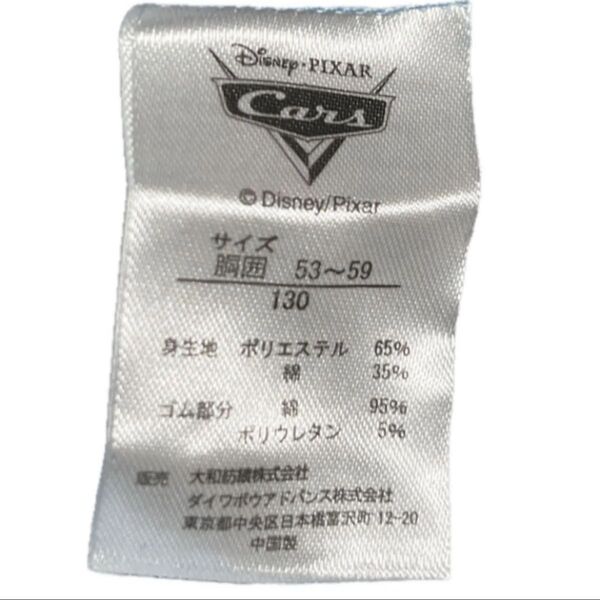 Disney·PIXAR
Cars
© Disney/Pixar
サイズ
胴囲 53～59
130
身生地 ポリエステル 65%
綿 35%
ゴム部分 綿 95%
ポリウレタン 5%
販売 大和紡績株式会社
ダイワボウアドバンス株式会社
東京都中央区日本橋富沢町12-20
中国製